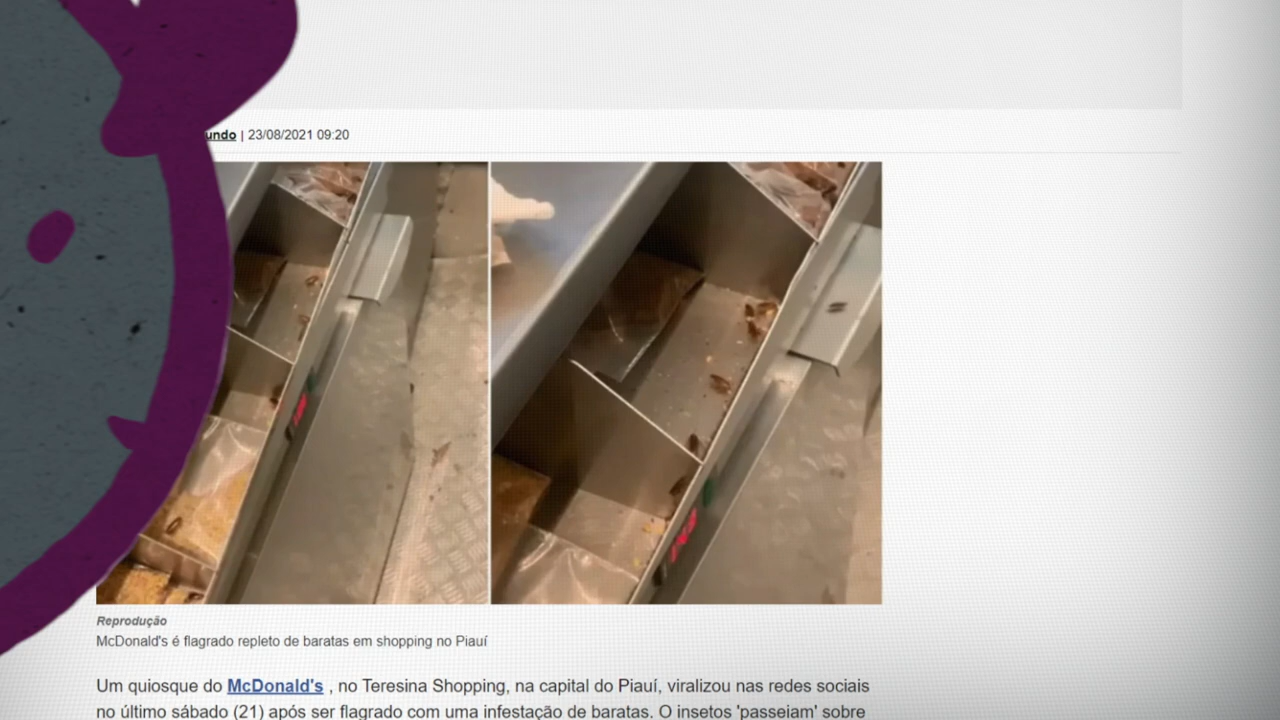 undo | 23/08/2021 09:20
Reprodução
McDonald's é flagrado repleto de baratas em shopping no Piauí
Um quiosque do McDonald's , no Teresina Shopping, na capital do Piauí, viralizou nas redes sociais
no último sábado (21) após ser flagrado com uma infestação de baratas. O insetos 'passeiam' sobre